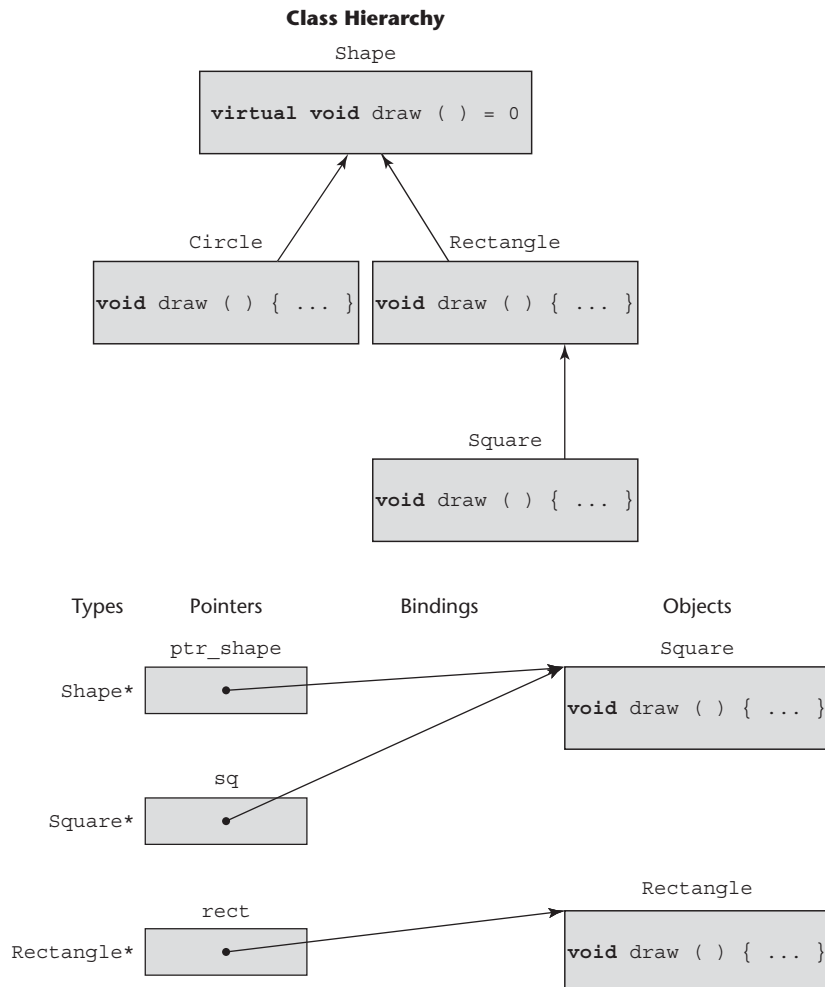 Class Hierarchy
Shape
virtual void draw ( ) = 0
Circle
Rectangle
void draw ( ) { ... }
void draw ( ) { ... }
Square
void draw ( ) { ... }
Types
Pointers
Bindings
Objects
ptr_shape
Square
Shape*
void draw ( ) { ... }
sq
Square*
rect
Rectangle
Rectangle*
void draw ( ) { ... }